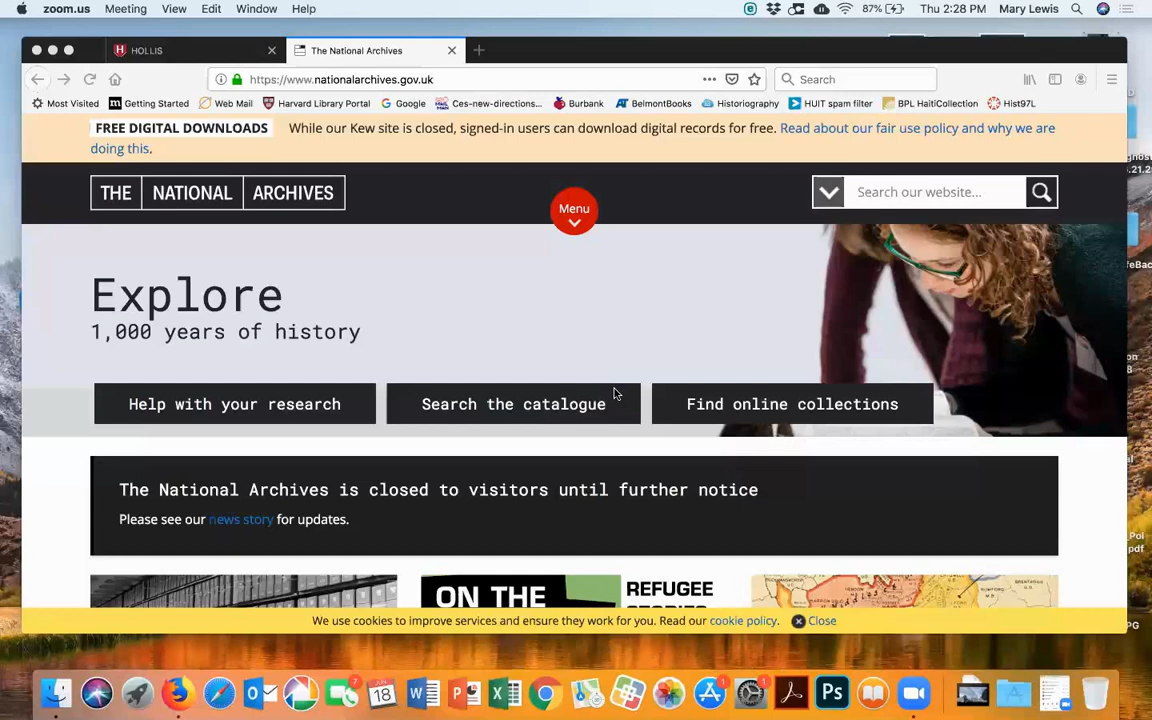 zoom.us Meeting View Edit Window Help 87% Thu 2:28 PM Mary Lewis
HOLLIS The National Archives
https://www.nationalarchives.gov.uk Search
Most Visited Getting Started Web Mail Harvard Library Portal Google Ces-new-directions... Burbank BelmontBooks Historiography HUIT spam filter BPL HaitiCollection Hist97L
FREE DIGITAL DOWNLOADS While our Kew site is closed, signed-in users can download digital records for free. Read about our fair use policy and why we are
doing this.
THE NATIONAL ARCHIVES Menu Search our website...
Explore
1,000 years of history
Help with your research Search the catalogue Find online collections
The National Archives is closed to visitors until further notice
Please see our news story for updates.
ON THE REFUGEE
We use cookies to improve services and ensure they work for you. Read our cookie policy. Close